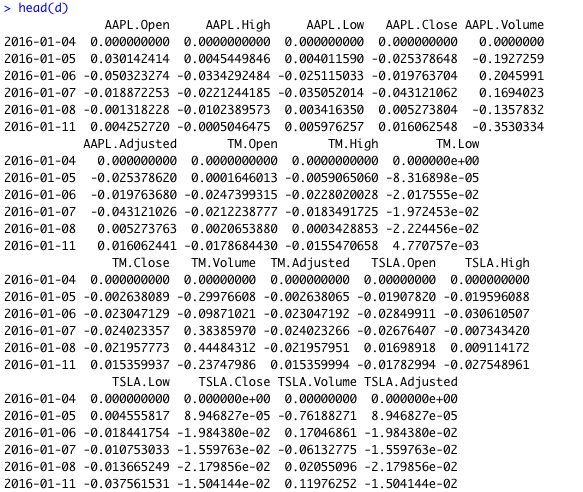 > head(d)
AAPL.Open AAPL.High AAPL.Low AAPL.Close AAPL.Volume
2016-01-04 0.000000000 0.0000000000 0.000000000 0.000000000 0.0000000
2016-01-05 0.030142414 0.0045449846 0.004011590 -0.025378648 -0.1927259
2016-01-06 -0.050323274 -0.0334292484 -0.025115033 -0.019763704 0.2045991
2016-01-07 -0.018872253 -0.0221244185 -0.035052014 -0.043121062 0.1694023
2016-01-08 -0.001318228 -0.0102389573 0.003416350 0.005273804 -0.1357832
2016-01-11 0.004252720 -0.0005046475 0.005976257 0.016062548 -0.3530334
AAPL.Adjusted TM.Open TM.High TM.Low
2016-01-04 0.000000000 0.0000000000 0.0000000000 0.000000e+00
2016-01-05 -0.025378620 0.0001646013 -0.0059065060 -8.316898e-05
2016-01-06 -0.019763680 -0.0247399315 -0.0228020028 -2.017555e-02
2016-01-07 -0.043121026 -0.0212238777 -0.0183491725 -1.972453e-02
2016-01-08 0.005273763 0.0020653880 0.0003428853 -2.224456e-02
2016-01-11 0.016062441 -0.0178684430 -0.0155470658 4.770757e-03
TM.Close TM.Volume TM.Adjusted TSLA.Open TSLA.High
2016-01-04 0.000000000 0.00000000 0.000000000 0.00000000 0.000000000
2016-01-05 -0.002638089 -0.29976608 -0.002638065 -0.01907820 -0.019596088
2016-01-06 -0.023047129 -0.09871021 -0.023047192 -0.02849911 -0.030610507
2016-01-07 -0.024023357 0.38385970 -0.024023266 -0.02676407 -0.007343420
2016-01-08 -0.021957773 0.44484312 -0.021957951 0.01698918 0.009114172
2016-01-11 0.015359937 -0.23747986 0.015359994 -0.01782994 -0.027548961
TSLA.Low TSLA.Close TSLA.Volume TSLA.Adjusted
2016-01-04 0.000000000 0.000000e+00 0.00000000 0.000000e+00
2016-01-05 0.004555817 8.946827e-05 -0.76188271 8.946827e-05
2016-01-06 -0.018441754 -1.984380e-02 0.17046861 -1.984380e-02
2016-01-07 -0.010753033 -1.559763e-02 -0.06132775 -1.559763e-02
2016-01-08 -0.013665249 -2.179856e-02 0.02055096 -2.179856e-02
2016-01-11 -0.037561531 -1.504144e-02 0.11976252 -1.504144e-02